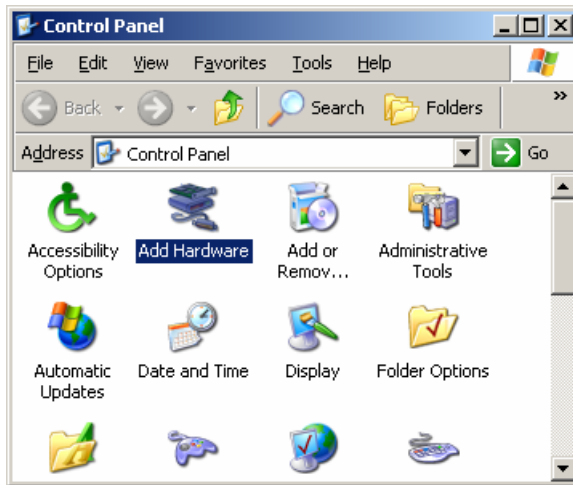 Control Panel
File Edit View Favorites Tools Help
Back Search Folders »
Address Control Panel Go
Accessibility Options
Add Hardware
Add or Remov...
Administrative Tools
Automatic Updates
Date and Time
Display
Folder Options